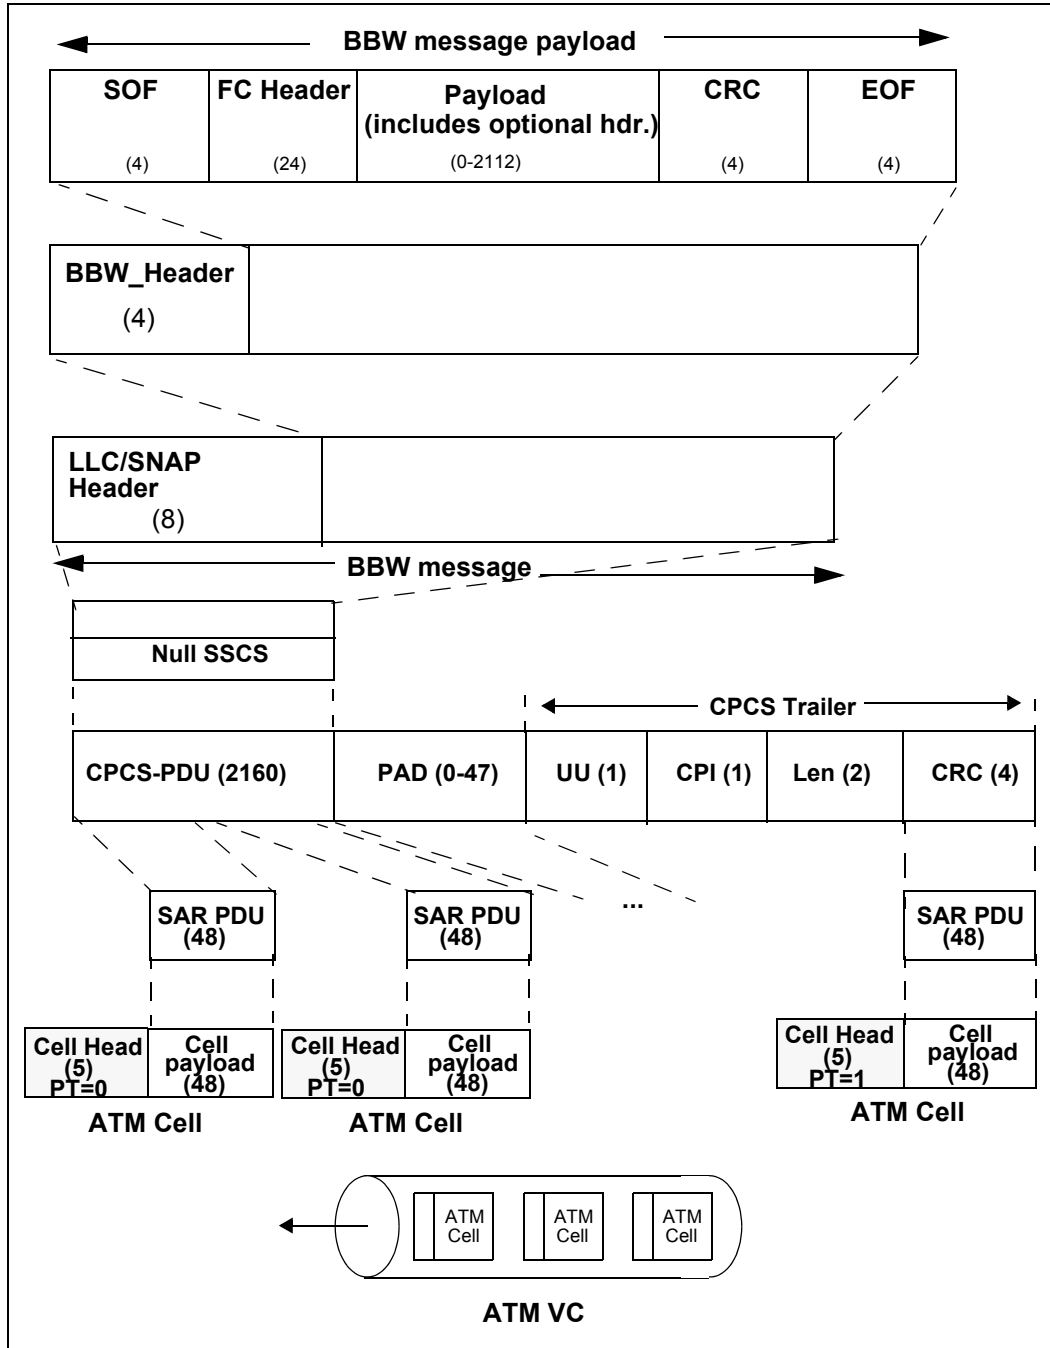 BBW message payload
SOF FC Header Payload CRC EOF
(includes optional hdr.)
(4) (24) (0-2112) (4) (4)
BBW_Header
(4)
LLC/SNAP
Header
(8)
BBW message
Null SSCS
CPCS Trailer
CPCS-PDU (2160) PAD (0-47) UU (1) CPI (1) Len (2) CRC (4)
...
SAR PDU SAR PDU SAR PDU
(48) (48) (48)
Cell Head Cell Cell Head Cell Cell Head Cell
(5) payload (5) payload (5) payload
PT=0 (48) PT=0 (48) PT=1 (48)
ATM Cell ATM Cell ATM Cell
ATM ATM ATM
Cell Cell Cell
ATM VC